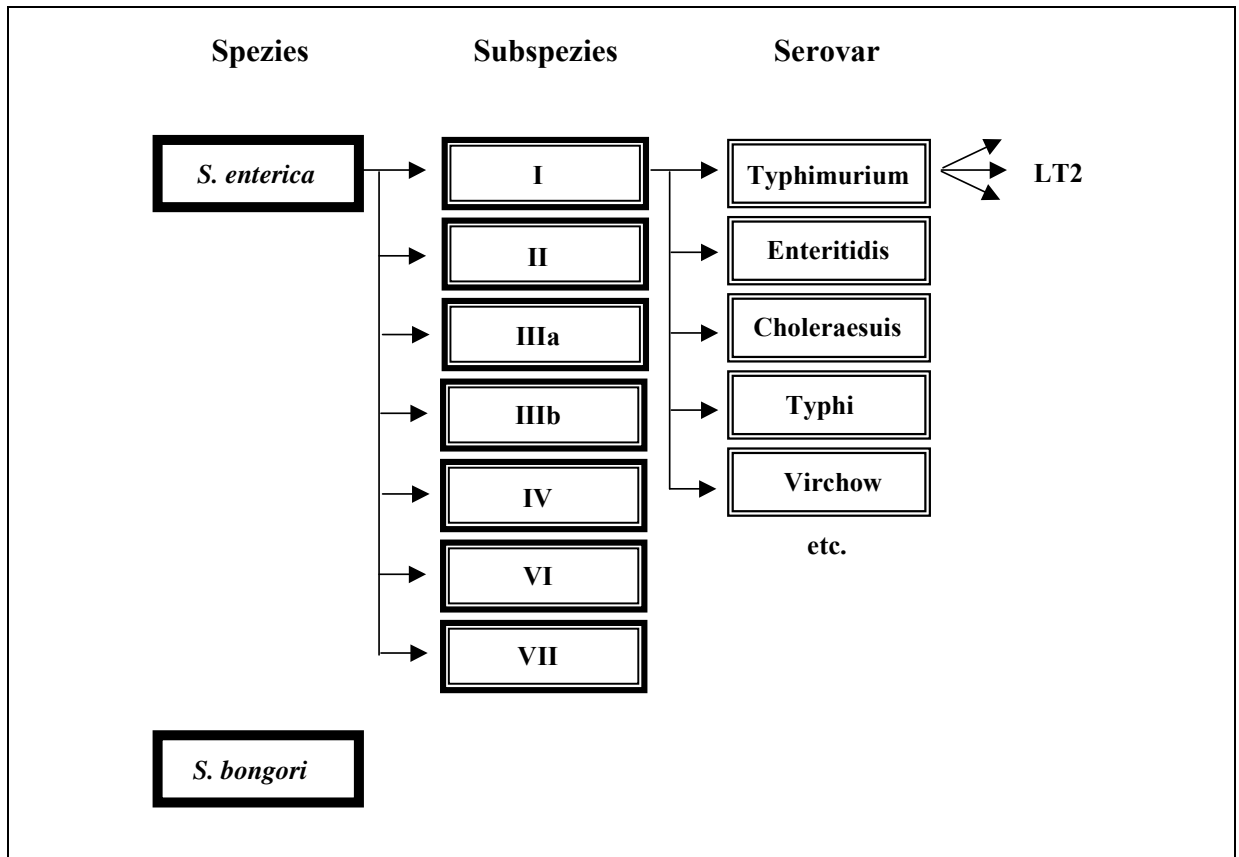 Spezies Subspezies Serovar
S. enterica I Typhimurium LT2
II Enteritidis
IIIa Choleraesuis
IIIb Typhi
IV Virchow
etc.
VI
VII
S. bongori